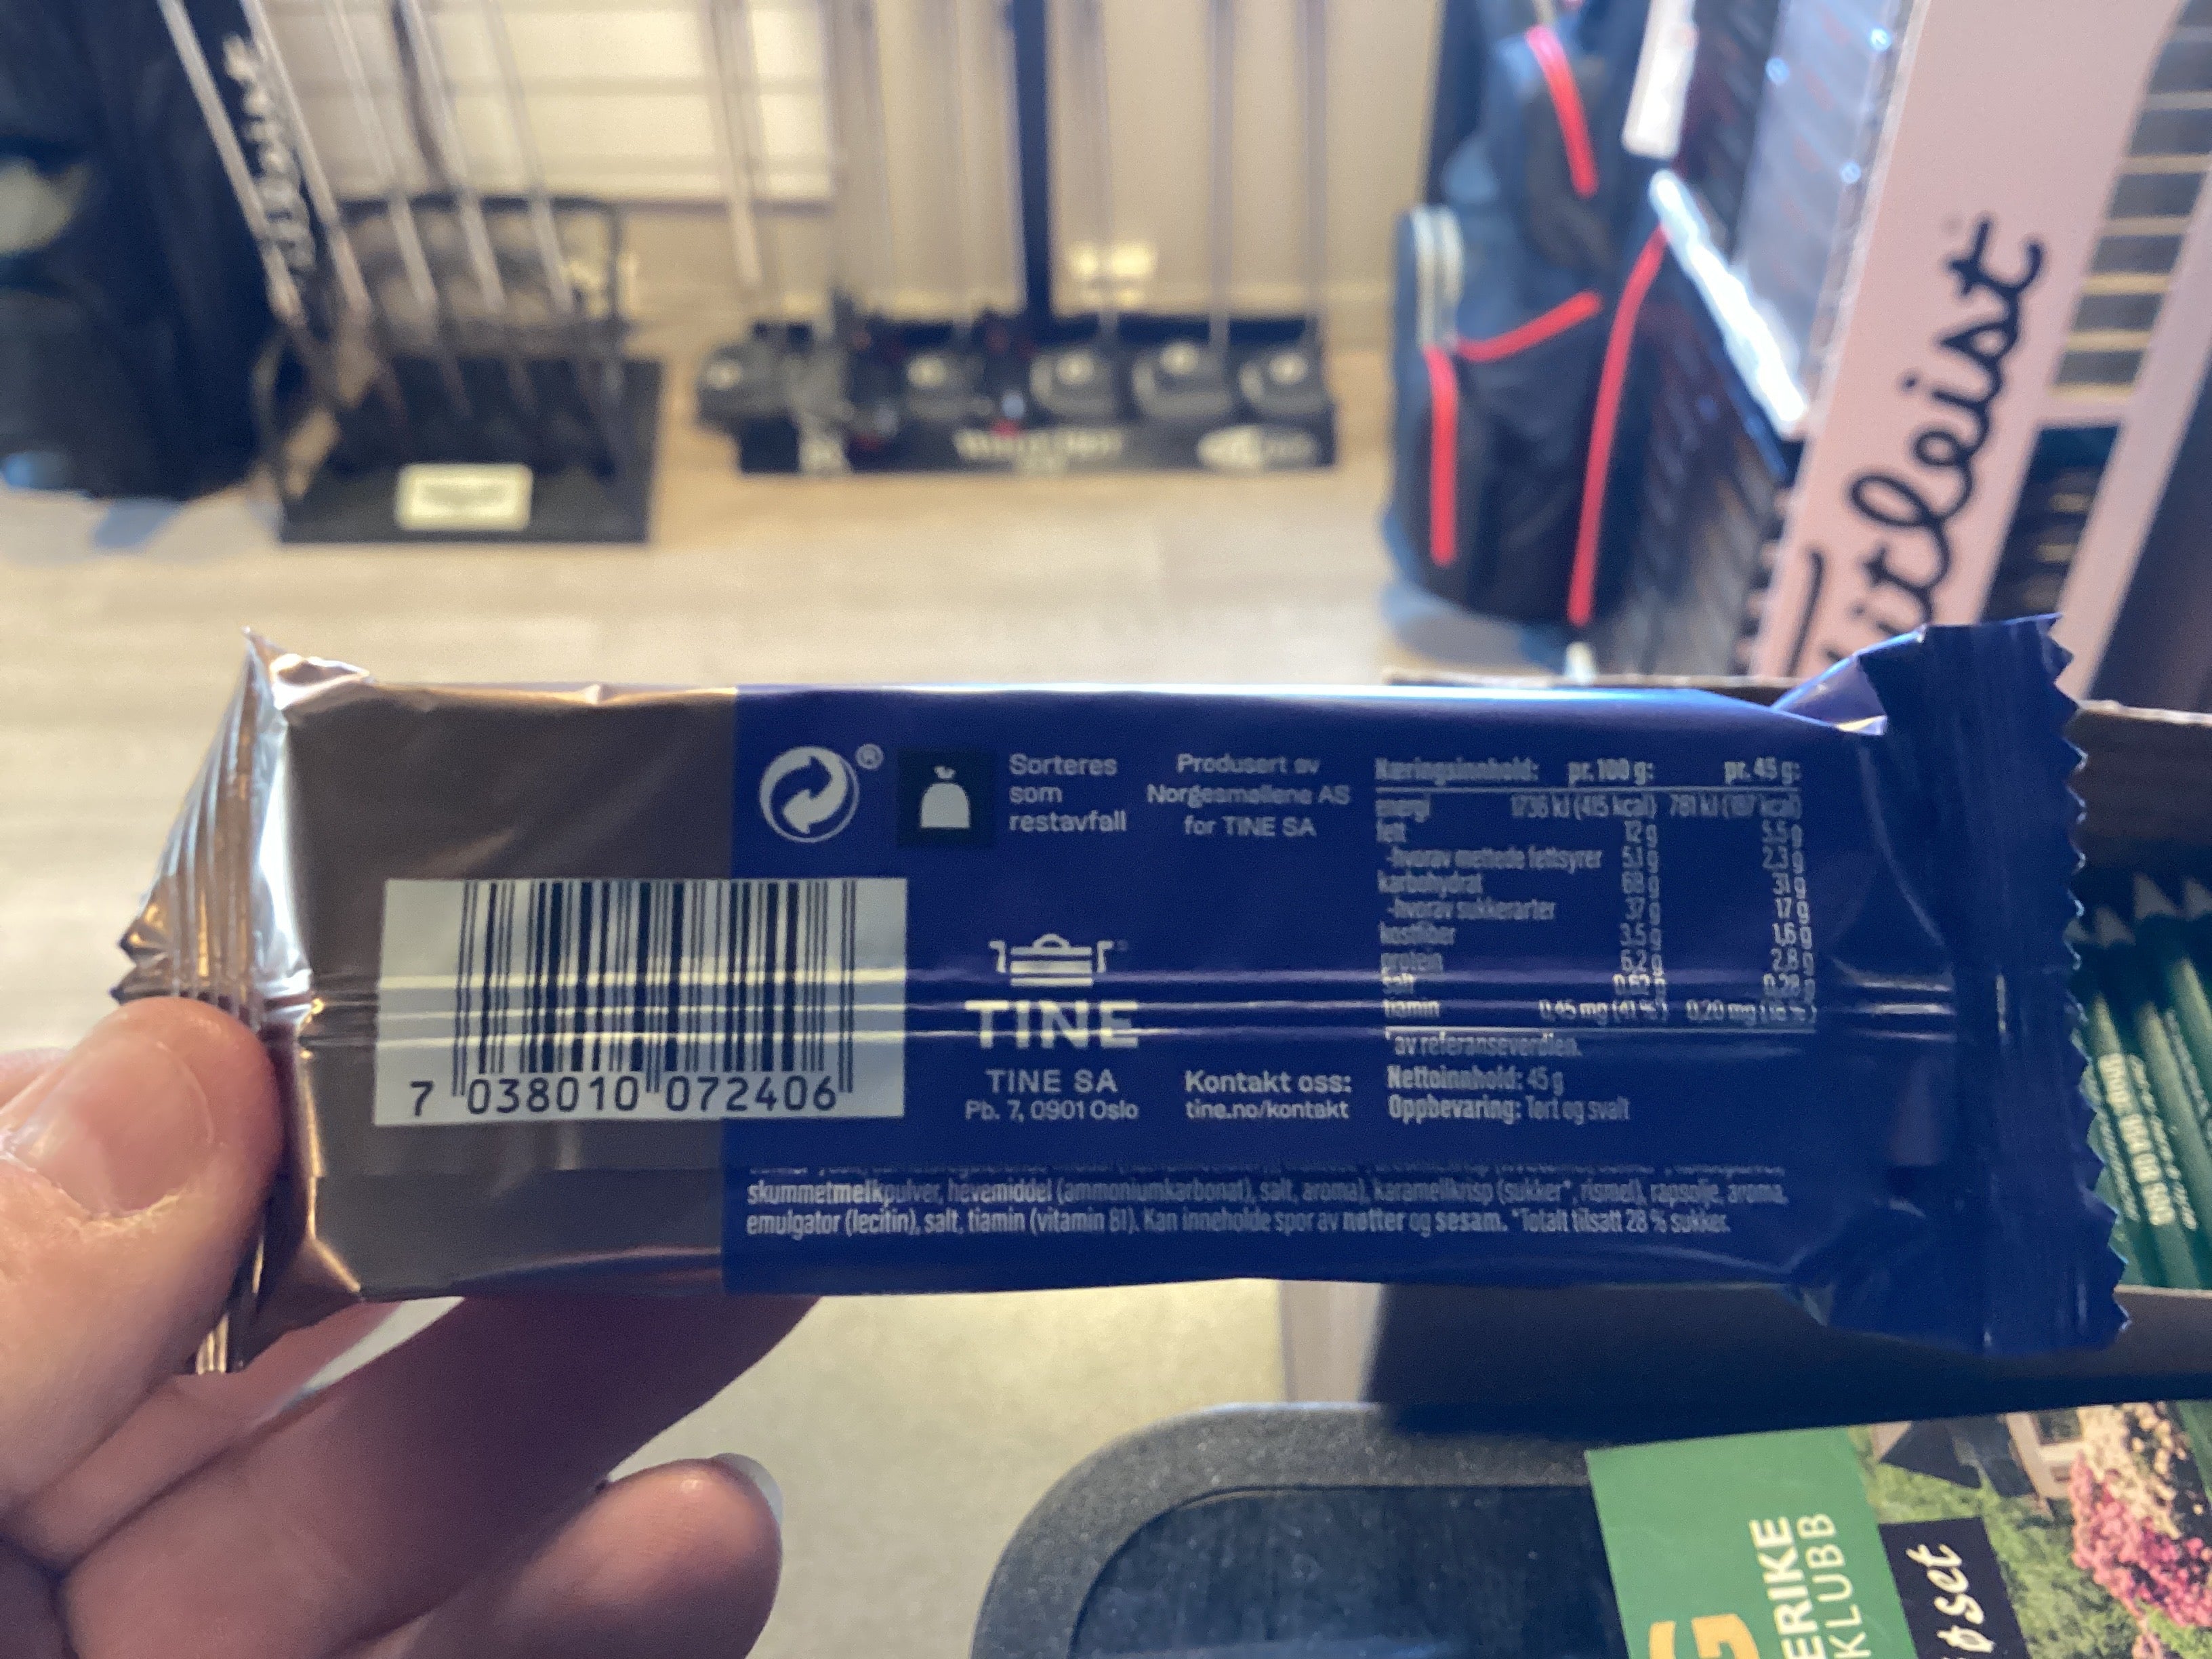 Titleist
®
Sorteres
som
restavfall
Produsert av
Norgesmøllene AS
for TINE SA
Næringsinnhold: pr. 100 g: pr. 45 g:
energi 1736 kJ (415 kcal) 781 kJ (187 kcal)
fett 12 g 5,5 g
-hvorav mettede fettsyrer 5,1 g 2,3 g
karbohydrat 69 g 31 g
-hvorav sukkerarter 37 g 17 g
kostfiber 3,5 g 1,6 g
protein 6,2 g 2,8 g
salt 0,62 g 0,28 g
tiamin 0,45 mg (41 %*) 0,20 mg (18 %*)
*av referanseverdien.
Nettoinnhold: 45 g
Oppbevaring: Tørt og svalt
7 038010 072406
TINE
TINE SA
Pb. 7, 0901 Oslo
Kontakt oss:
tine.no/kontakt
skummetmelkpulver, hevemiddel (ammoniumkarbonat), salt, aroma), karamellkrisp (sukker*, rismel), rapsolje, aroma,
emulgator (lecitin), salt, tiamin (vitamin B1). Kan inneholde spor av nøtter og sesam. *Totalt tilsatt 28 % sukker.
G
ERIKE
KLUBB